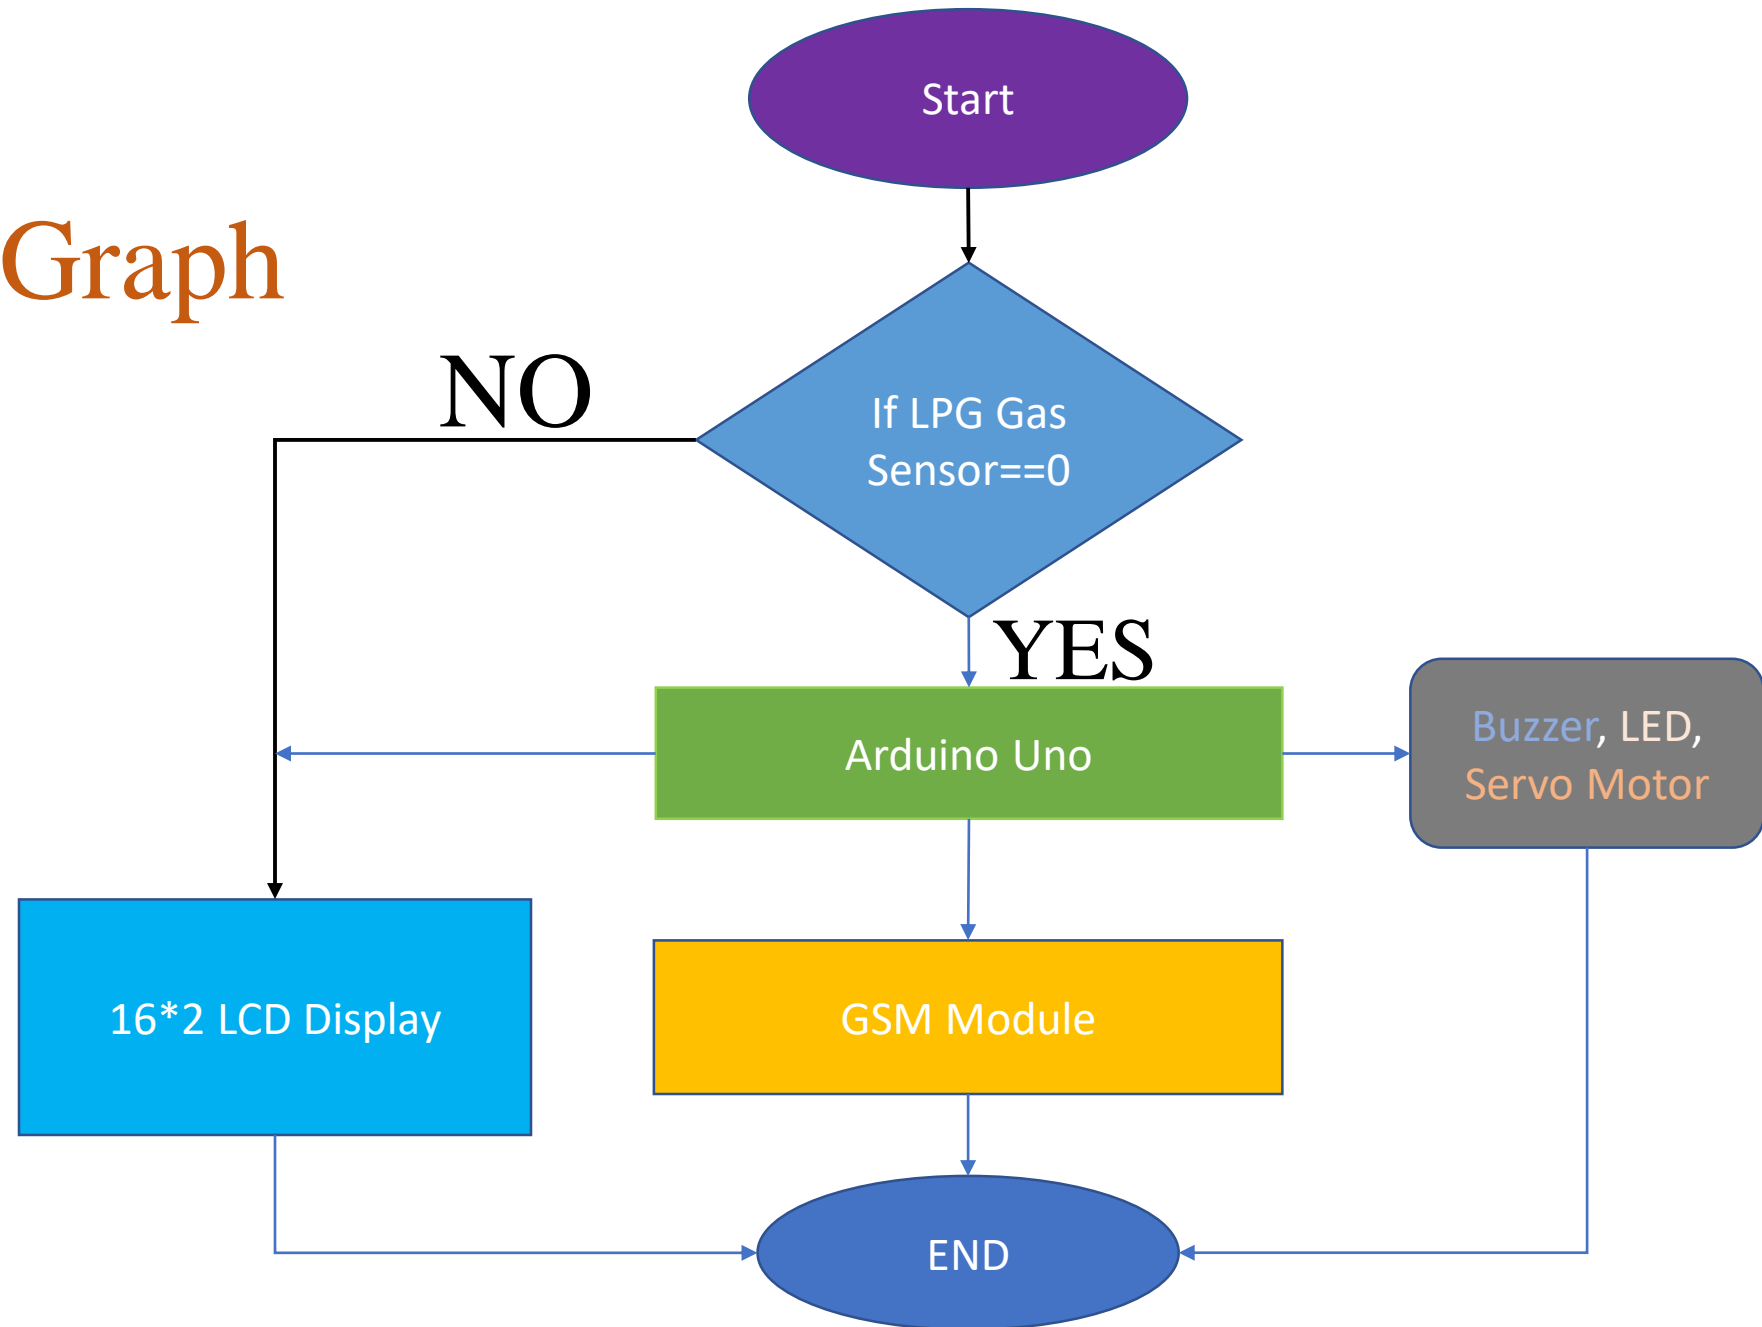 Start
Graph
NO
If LPG Gas
Sensor==0
YES
Arduino Uno
Buzzer, LED,
Servo Motor
16*2 LCD Display
GSM Module
END